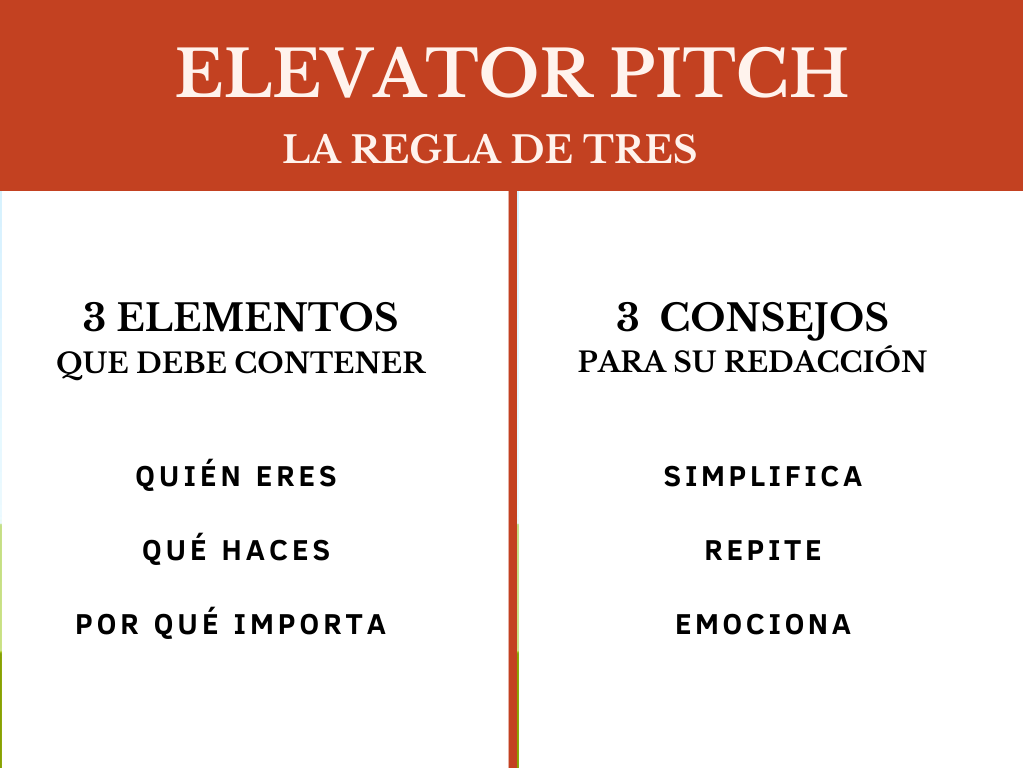 ELEVATOR PITCH
LA REGLA DE TRES
3 ELEMENTOS
QUE DEBE CONTENER
QUIÉN ERES
QUÉ HACES
POR QUÉ IMPORTA
3 CONSEJOS
PARA SU REDACCIÓN
SIMPLIFICA
REPITE
EMOCIONA